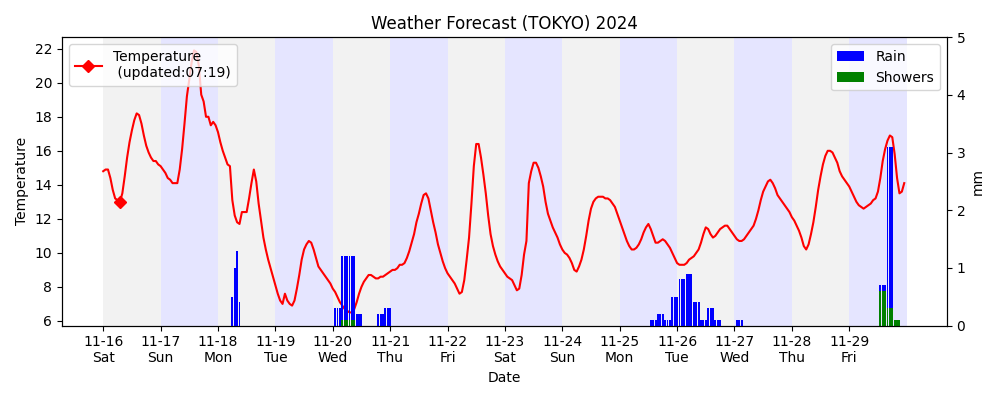 Weather Forecast (TOKYO) 2024
Temperature
(updated:07:19)
Rain
Showers
Temperature
22
20
18
16
14
12
10
8
6
5
4
3
2
1
0
mm
11-16 11-17 11-18 11-19 11-20 11-21 11-22 11-23 11-24 11-25 11-26 11-27 11-28 11-29
Sat Sun Mon Tue Wed Thu Fri Sat Sun Mon Tue Wed Thu Fri
Date